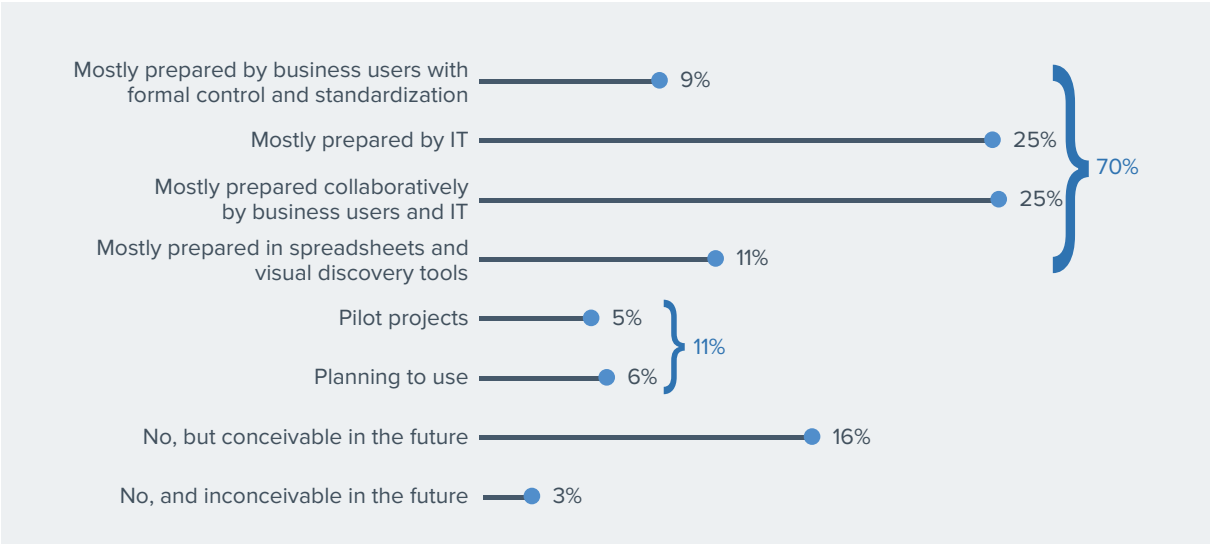 Mostly prepared by business users with
formal control and standardization
9%
Mostly prepared by IT
25%
Mostly prepared collaboratively
by business users and IT
25%
70%
Mostly prepared in spreadsheets and
visual discovery tools
11%
Pilot projects
5%
11%
Planning to use
6%
No, but conceivable in the future
16%
No, and inconceivable in the future
3%